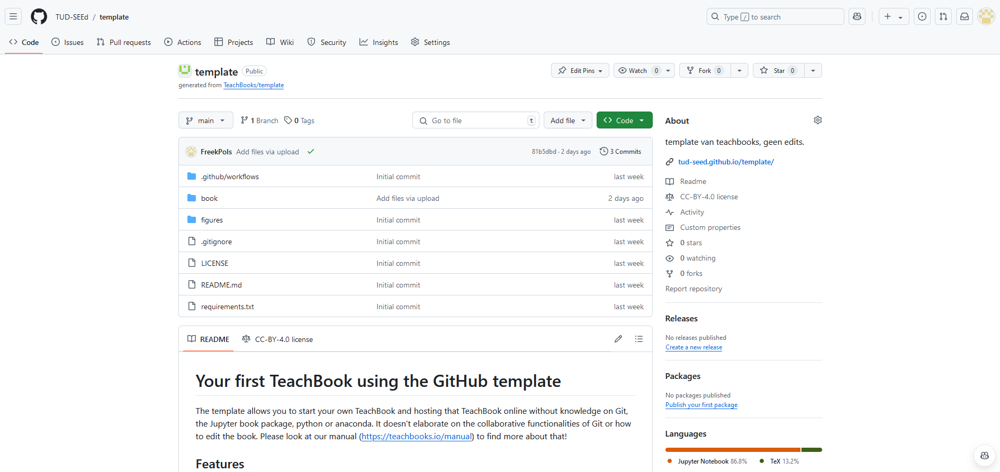 TUD-SEEd / template
Type / to search
Code Issues Pull requests Actions Projects Wiki Security Insights Settings
template Public
generated from TeachBooks/template
Edit Pins Watch 0 Fork 0 Star 0
main 1 Branch 0 Tags Go to file t Add file Code
FreekPols Add files via upload 81b5dbd · 2 days ago 3 Commits
.github/workflows Initial commit last week
book Add files via upload 2 days ago
figures Initial commit last week
.gitignore Initial commit last week
LICENSE Initial commit last week
README.md Initial commit last week
requirements.txt Initial commit last week
README CC-BY-4.0 license
Your first TeachBook using the GitHub template
The template allows you to start your own TeachBook and hosting that TeachBook online without knowledge on Git,
the Jupyter book package, python or anaconda. It doesn't elaborate on the collaborative functionalities of Git or how
to edit the book. Please look at our manual (https://teachbooks.io/manual) to find more about that!
Features
About
template van teachbooks, geen edits.
tud-seed.github.io/template/
Readme
CC-BY-4.0 license
Activity
Custom properties
0 stars
0 watching
0 forks
Report repository
Releases
No releases published
Create a new release
Packages
No packages published
Publish your first package
Languages
Jupyter Notebook 86.8% TeX 13.2%